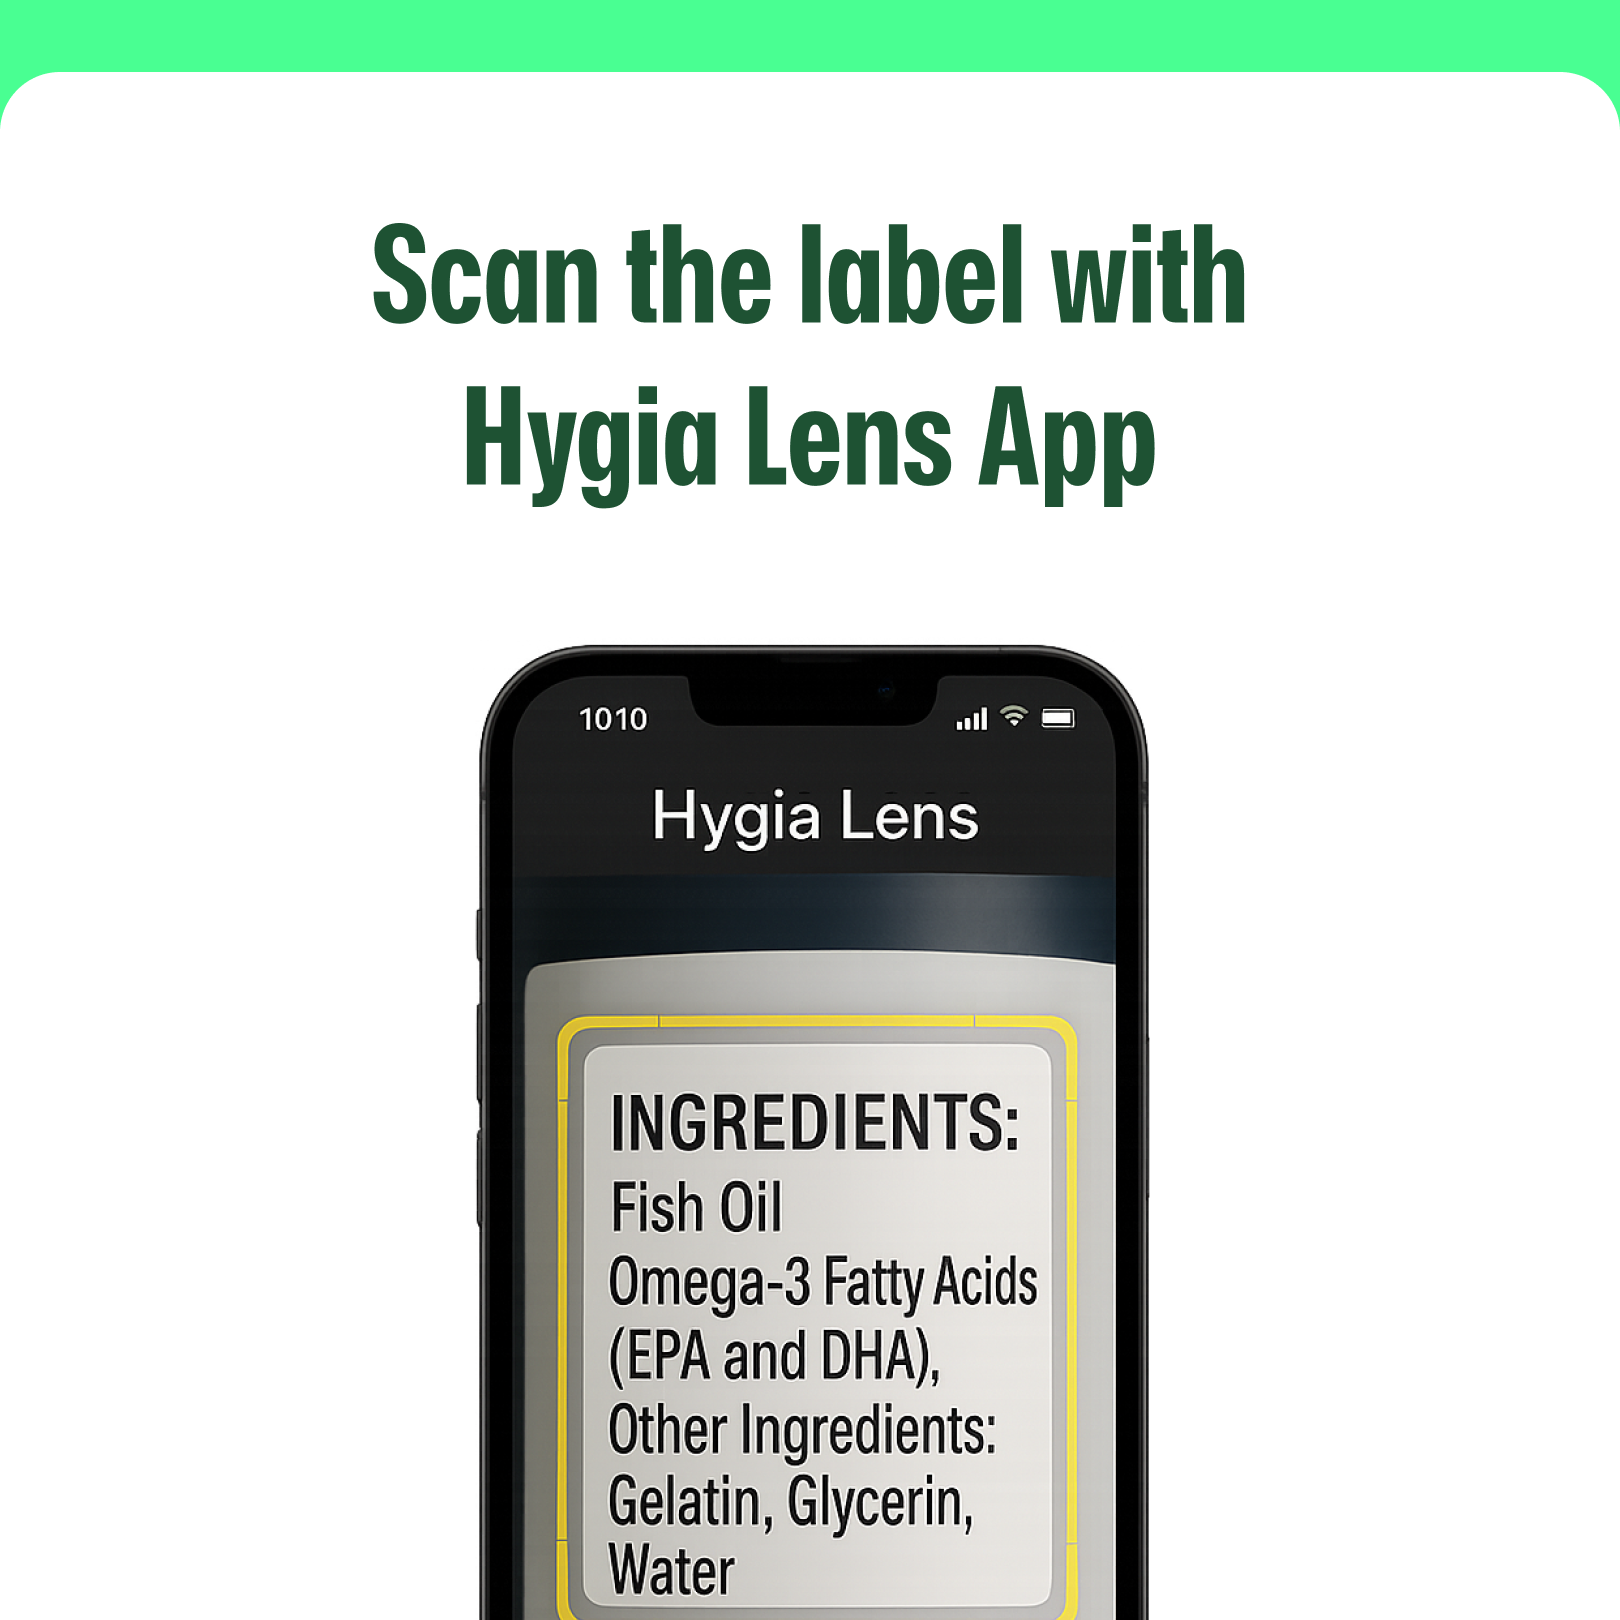 Scan the label with
Hygia Lens App
1010
Hygia Lens
INGREDIENTS:
Fish Oil
Omega-3 Fatty Acids
(EPA and DHA),
Other Ingredients:
Gelatin, Glycerin,
Water